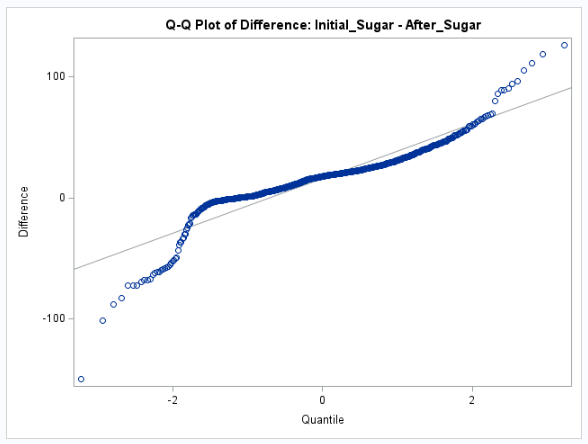 Q-Q Plot of Difference: Initial_Sugar - After_Sugar
100
0
-100
Difference
-2
0
2
Quantile